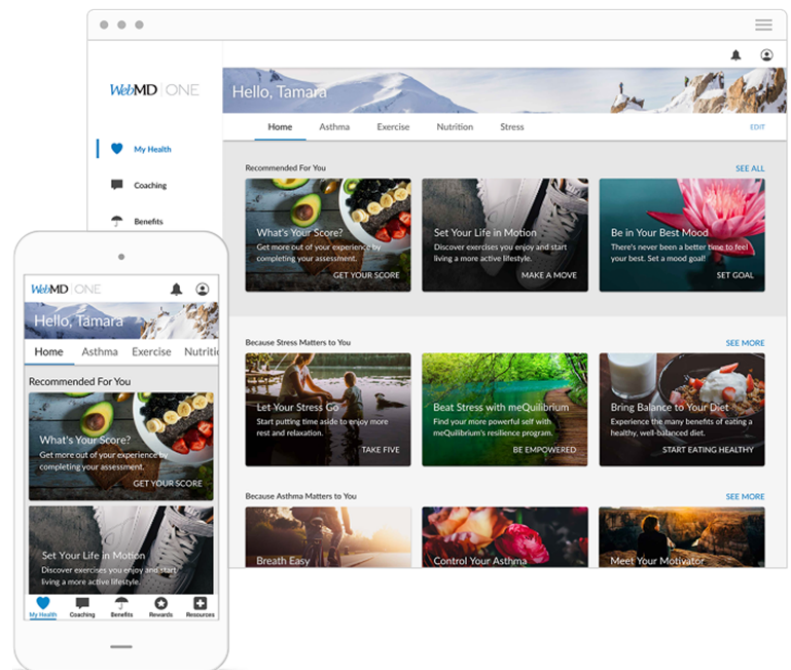 WebMD ONE
Hello, Tamara
Home Asthma Exercise Nutrition Stress EDIT
My Health
Coaching
Benefits
Recommended For You SEE ALL
What's Your Score?
Get more out of your experience by
completing your assessment.
GET YOUR SCORE
Set Your Life in Motion
Discover exercises you enjoy and start
living a more active lifestyle.
MAKE A MOVE
Be in Your Best Mood
There's never been a better time to feel
your best. Set a mood goal!
SET GOAL
Because Stress Matters to You SEE MORE
Let Your Stress Go
Start putting time aside to enjoy more
rest and relaxation.
TAKE FIVE
Beat Stress with meQuilibrium
Find your more powerful self with
meQuilibrium's resilience program.
BE EMPOWERED
Bring Balance to Your Diet
Experience the many benefits of eating a
healthy, well-balanced diet.
START EATING HEALTHY
Because Asthma Matters to You SEE MORE
Breath Easy
Control Your Asthma
Meet Your Motivator
WebMD ONE
Hello, Tamara
Home Asthma Exercise Nutriti
Recommended For You
What's Your Score?
Get more out of your experience by
completing your assessment.
GET YOUR SCORE
Set Your Life in Motion
Discover exercises you enjoy and start
living a more active lifestyle.
My Health Coaching Benefits Rewards Resources